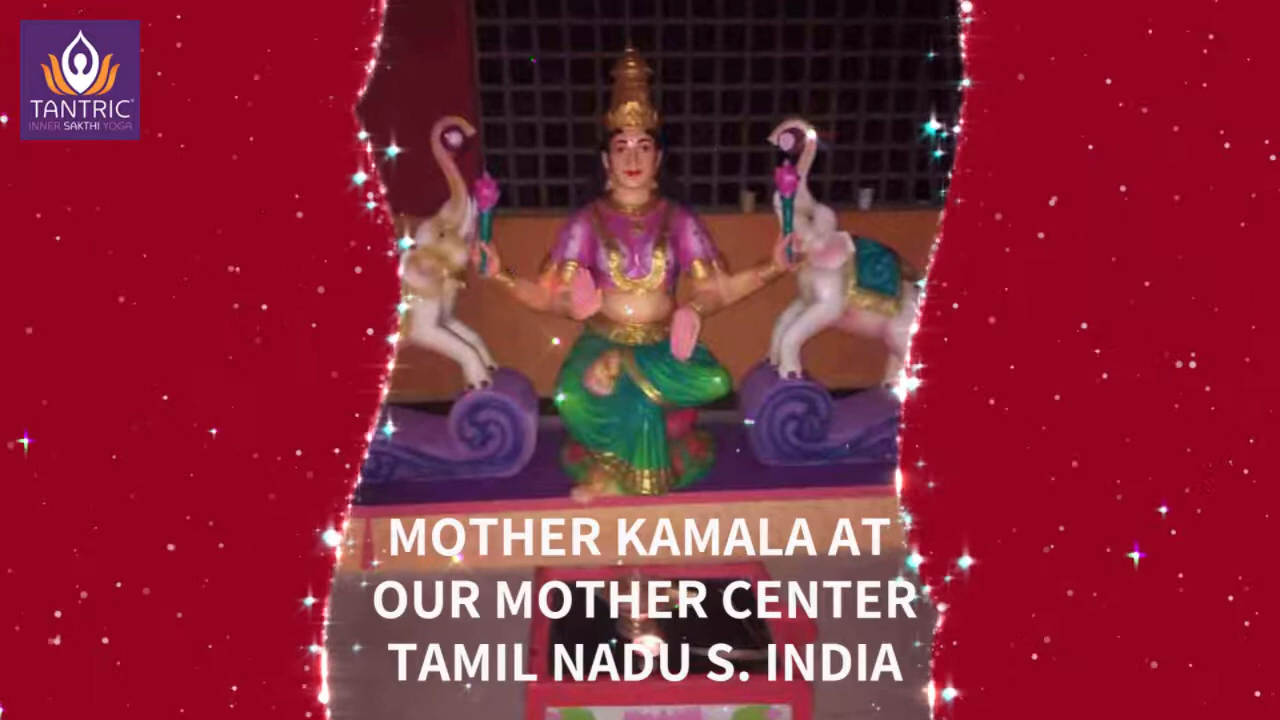 TANTRIC®
INNER SAKTHI YOGA
MOTHER KAMALA AT
OUR MOTHER CENTER
TAMIL NADU S. INDIA